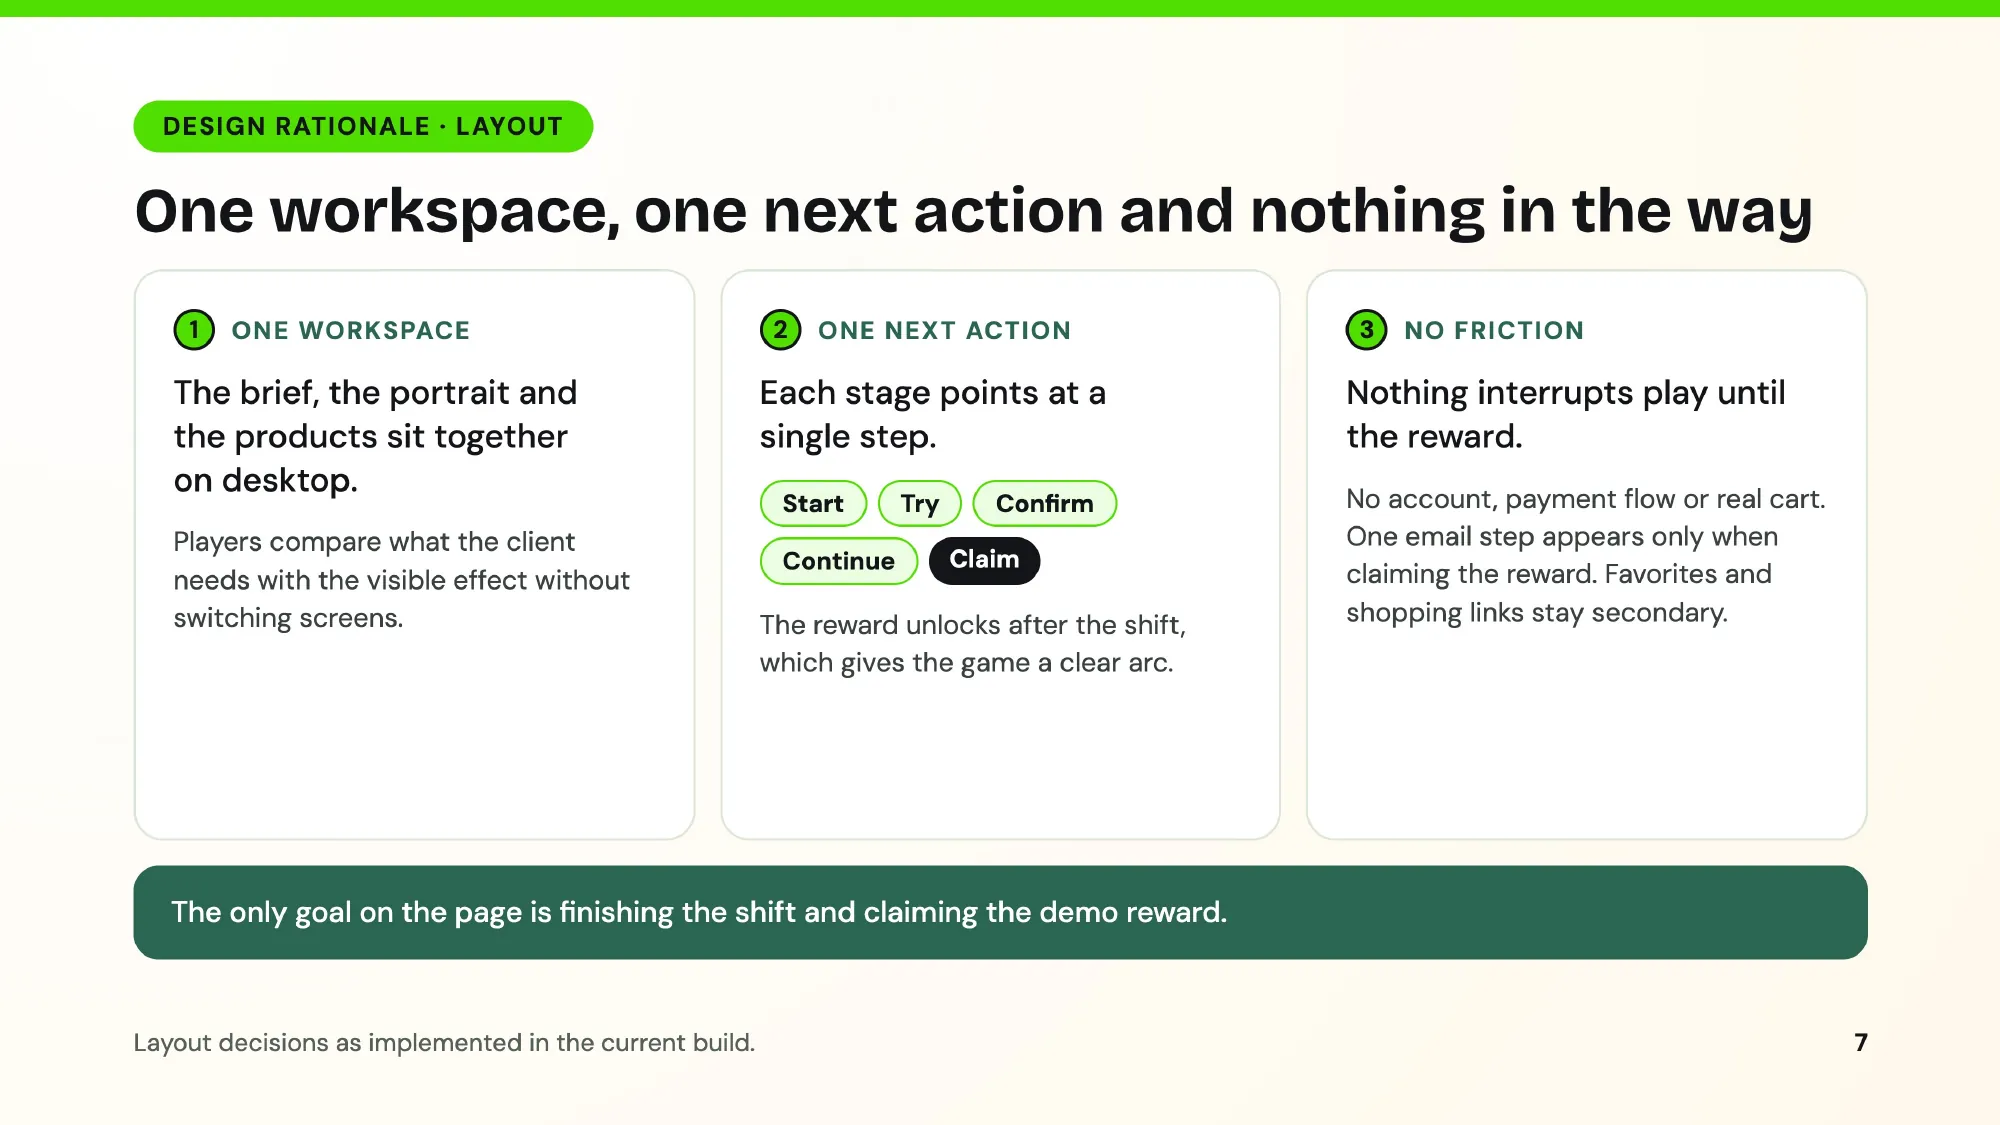 DESIGN RATIONALE · LAYOUT
One workspace, one next action and nothing in the way
1 ONE WORKSPACE
The brief, the portrait and
the products sit together
on desktop.
Players compare what the client
needs with the visible effect without
switching screens.
2 ONE NEXT ACTION
Each stage points at a
single step.
Start Try Confirm
Continue Claim
The reward unlocks after the shift,
which gives the game a clear arc.
3 NO FRICTION
Nothing interrupts play until
the reward.
No account, payment flow or real cart.
One email step appears only when
claiming the reward. Favorites and
shopping links stay secondary.
The only goal on the page is finishing the shift and claiming the demo reward.
Layout decisions as implemented in the current build.
7